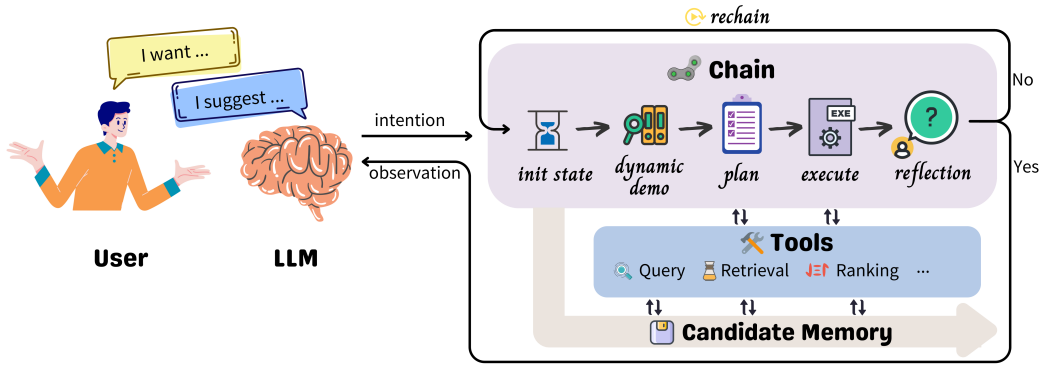 rechain
I want ...
I suggest ...
Chain
No
EXE
?
intention
observation
init state
dynamic
demo
plan
execute
reflection
Yes
Tools
Query
Retrieval
Ranking
...
User
LLM
Candidate Memory